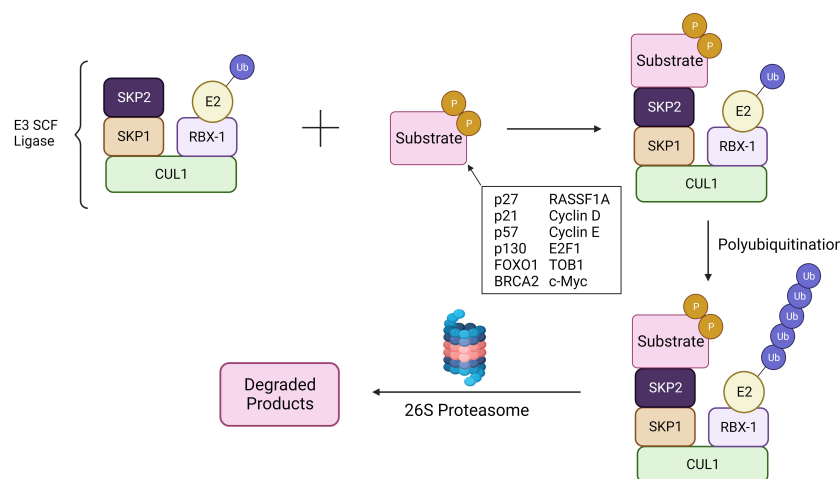 E3 SCF
Ligase
Ub
SKP2
E2
SKP1
RBX-1
CUL1
P
P
Substrate
P
P
Substrate
Ub
SKP2
E2
SKP1
RBX-1
CUL1
p27 RASSF1A
p21 Cyclin D
p57 Cyclin E
p130 E2F1
FOXO1 TOB1
BRCA2 c-Myc
Polyubiquitination
Ub
Ub
Ub
Ub
Ub
P
P
Substrate
SKP2
E2
SKP1
RBX-1
CUL1
26S Proteasome
Degraded
Products